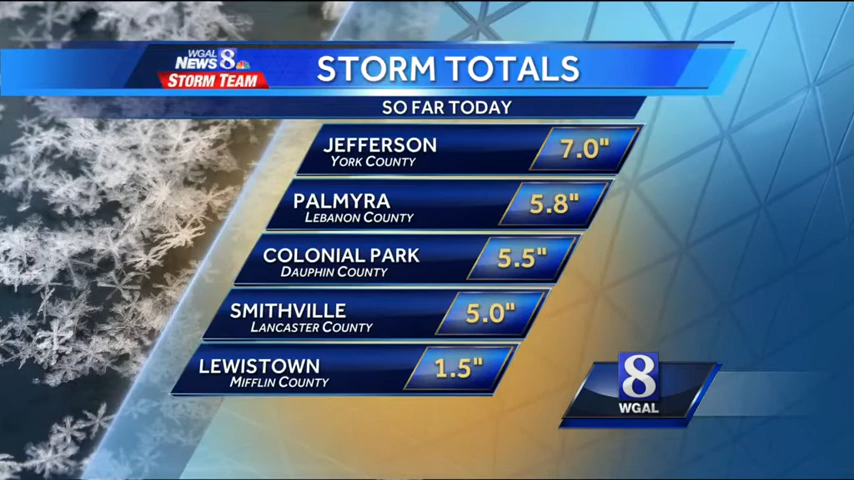 WGAL
NEWS 8
STORM TEAM
STORM TOTALS
SO FAR TODAY
JEFFERSON
YORK COUNTY
7.0"
PALMYRA
LEBANON COUNTY
5.8"
COLONIAL PARK
DAUPHIN COUNTY
5.5"
SMITHVILLE
LANCASTER COUNTY
5.0"
LEWISTOWN
MIFFLIN COUNTY
1.5"
8
WGAL